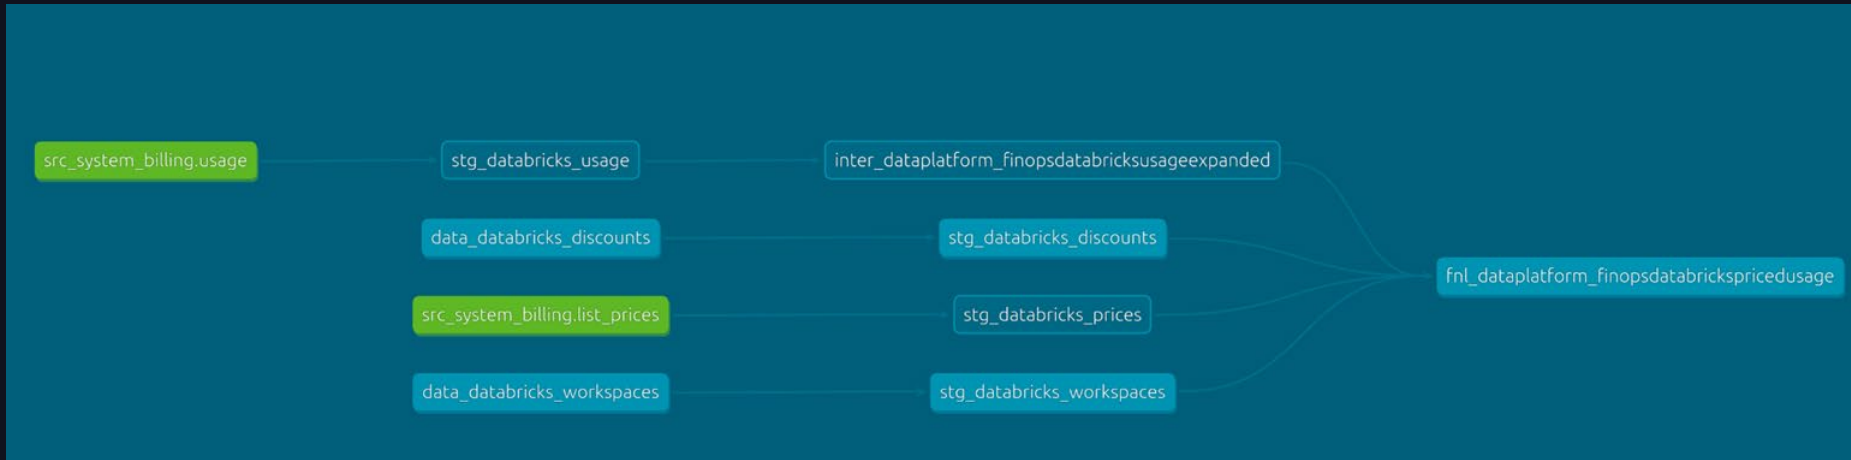 src_system_billing.usage
stg_databricks_usage
inter_dataplatform_finopsdatabricksusageexpanded
data_databricks_discounts
stg_databricks_discounts
fnl_dataplatform_finopsdatabrickspricedusage
src_system_billing.list_prices
stg_databricks_prices
data_databricks_workspaces
stg_databricks_workspaces